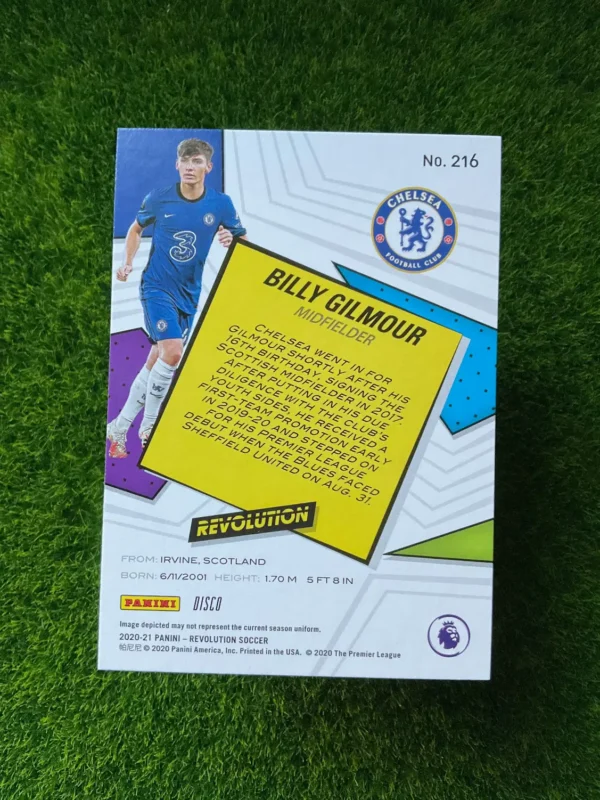 No. 216
CHELSEA
FOOTBALL CLUB
3
BILLY GILMOUR
MIDFIELDER
CHELSEA WENT IN FOR
GILMOUR SHORTLY AFTER HIS
16TH BIRTHDAY, SIGNING THE
SCOTTISH MIDFIELDER IN 2017.
AFTER PUTTING IN HIS DUE
DILIGENCE WITH THE CLUB'S
YOUTH SIDES, HE RECEIVED A
FIRST-TEAM PROMOTION EARLY
IN 2019-20 AND STEPPED ON
FOR HIS PREMIER LEAGUE
DEBUT WHEN THE BLUES FACED
SHEFFIELD UNITED ON AUG. 31.
REVOLUTION
FROM: IRVINE, SCOTLAND
BORN: 6/11/2001 HEIGHT: 1.70 M 5 FT 8 IN
PANINI DISCO
Image depicted may not represent the current season uniform.
2020-21 PANINI – REVOLUTION SOCCER
帕尼尼 © 2020 Panini America, Inc. Printed in the USA. © 2020 The Premier League